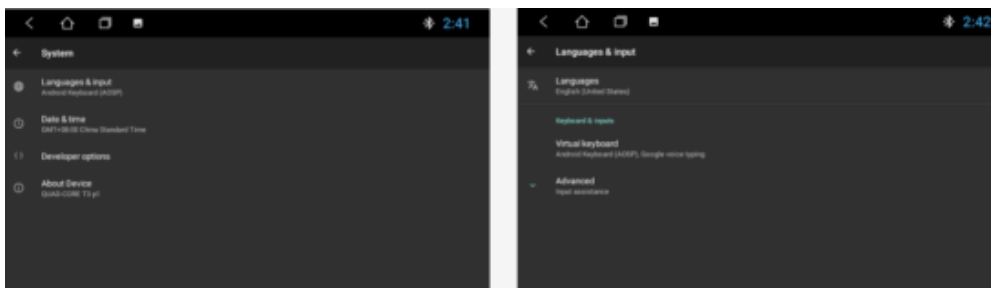 2:41
System
Languages & input
Android Keyboard (AOSP)
Date & time
GMT+08:00 China Standard Time
Developer options
About Device
QUAD-CORE T3 p1
2:42
Languages & input
Languages
English (United States)
Keyboard & inputs
Virtual keyboard
Android Keyboard (AOSP), Google voice typing
Advanced
Input assistance